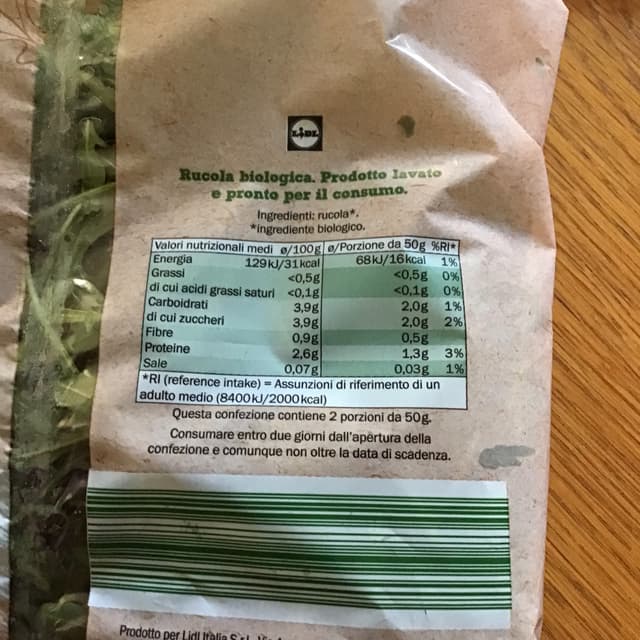 LIDL
Rucola biologica. Prodotto lavato
e pronto per il consumo.
Ingredienti: rucola*.
*ingrediente biologico.
Valori nutrizionali medi ø/100g ø/Porzione da 50g %RI*
Energia 129kJ/31kcal 68kJ/16kcal 1%
Grassi <0,5g <0,5g 0%
di cui acidi grassi saturi <0,1g <0,1g 0%
Carboidrati 3,9g 2,0g 1%
di cui zuccheri 3,9g 2,0g 2%
Fibre 0,9g 0,5g
Proteine 2,6g 1,3g 3%
Sale 0,07g 0,03g 1%
*RI (reference intake) = Assunzioni di riferimento di un
adulto medio (8400kJ/2000kcal)
Questa confezione contiene 2 porzioni da 50g.
Consumare entro due giorni dall'apertura della
confezione e comunque non oltre la data di scadenza.
Prodotto per Lidl Italia S.r.l.